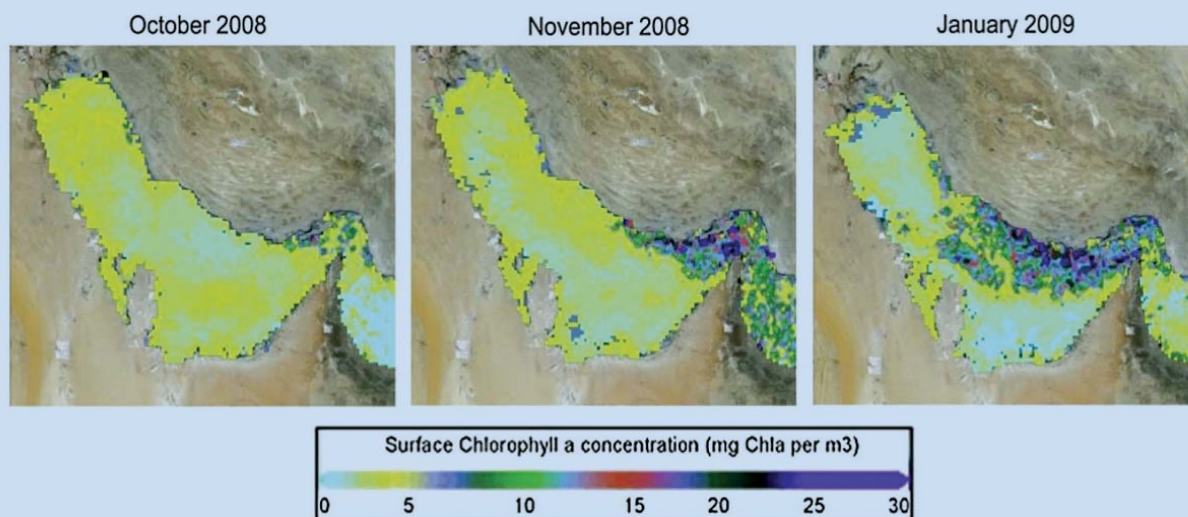 October 2008
November 2008
January 2009
Surface Chlorophyll a concentration (mg Chla per m3)
0 5 10 15 20 25 30